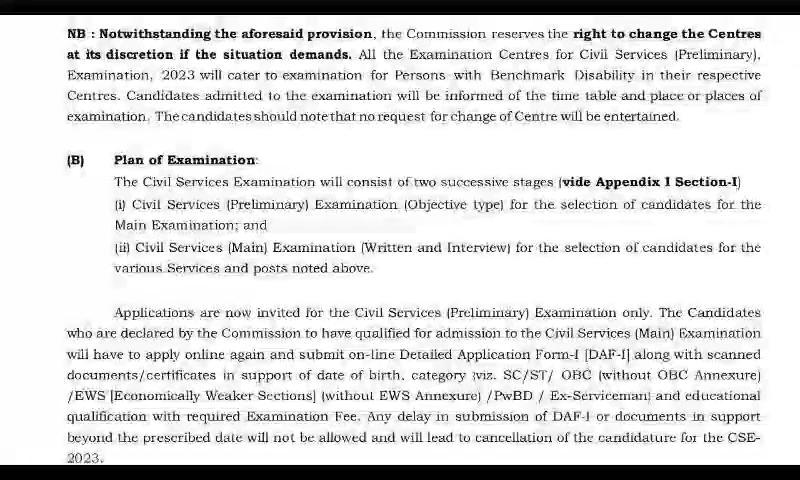 NB : Notwithstanding the aforesaid provision, the Commission reserves the right to change the Centres
at its discretion if the situation demands. All the Examination Centres for Civil Services (Preliminary),
Examination, 2023 will cater to examination for Persons with Benchmark Disability in their respective
Centres. Candidates admitted to the examination will be informed of the time table and place or places of
examination. The candidates should note that no request for change of Centre will be entertained.
(B) Plan of Examination:
The Civil Services Examination will consist of two successive stages (vide Appendix I Section-I)
(i) Civil Services (Preliminary) Examination (Objective type) for the selection of candidates for the
Main Examination; and
(ii) Civil Services (Main) Examination (Written and Interview) for the selection of candidates for the
various Services and posts noted above.
Applications are now invited for the Civil Services (Preliminary) Examination only. The Candidates
who are declared by the Commission to have qualified for admission to the Civil Services (Main) Examination
will have to apply online again and submit on-line Detailed Application Form-I [DAF-I] along with scanned
documents/certificates in support of date of birth, category (viz. SC/ST/ OBC (without OBC Annexure)
/EWS [Economically Weaker Sections] (without EWS Annexure) /PwBD / Ex-Serviceman) and educational
qualification with required Examination Fee. Any delay in submission of DAF-I or documents in support
beyond the prescribed date will not be allowed and will lead to cancellation of the candidature for the CSE-
2023.